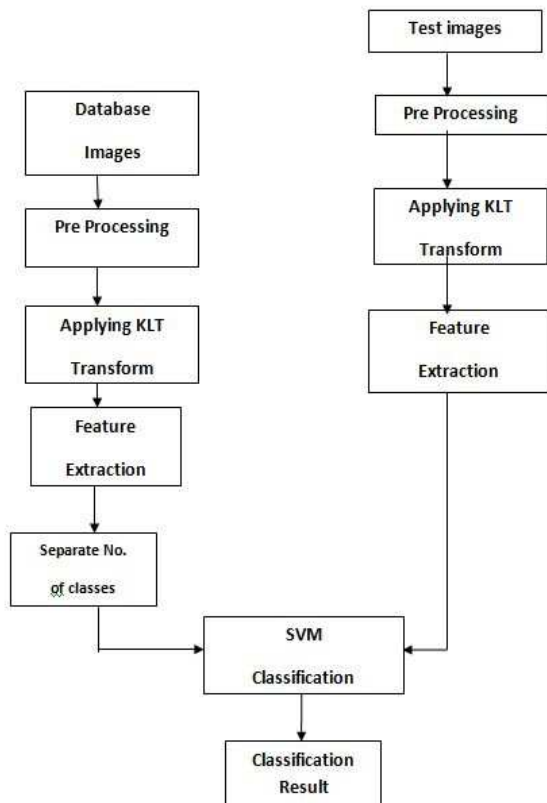 Test images
Pre Processing
Applying KLT
Transform
Feature
Extraction
Database
Images
Pre Processing
Applying KLT
Transform
Feature
Extraction
Separate No.
of classes
SVM
Classification
Classification
Result